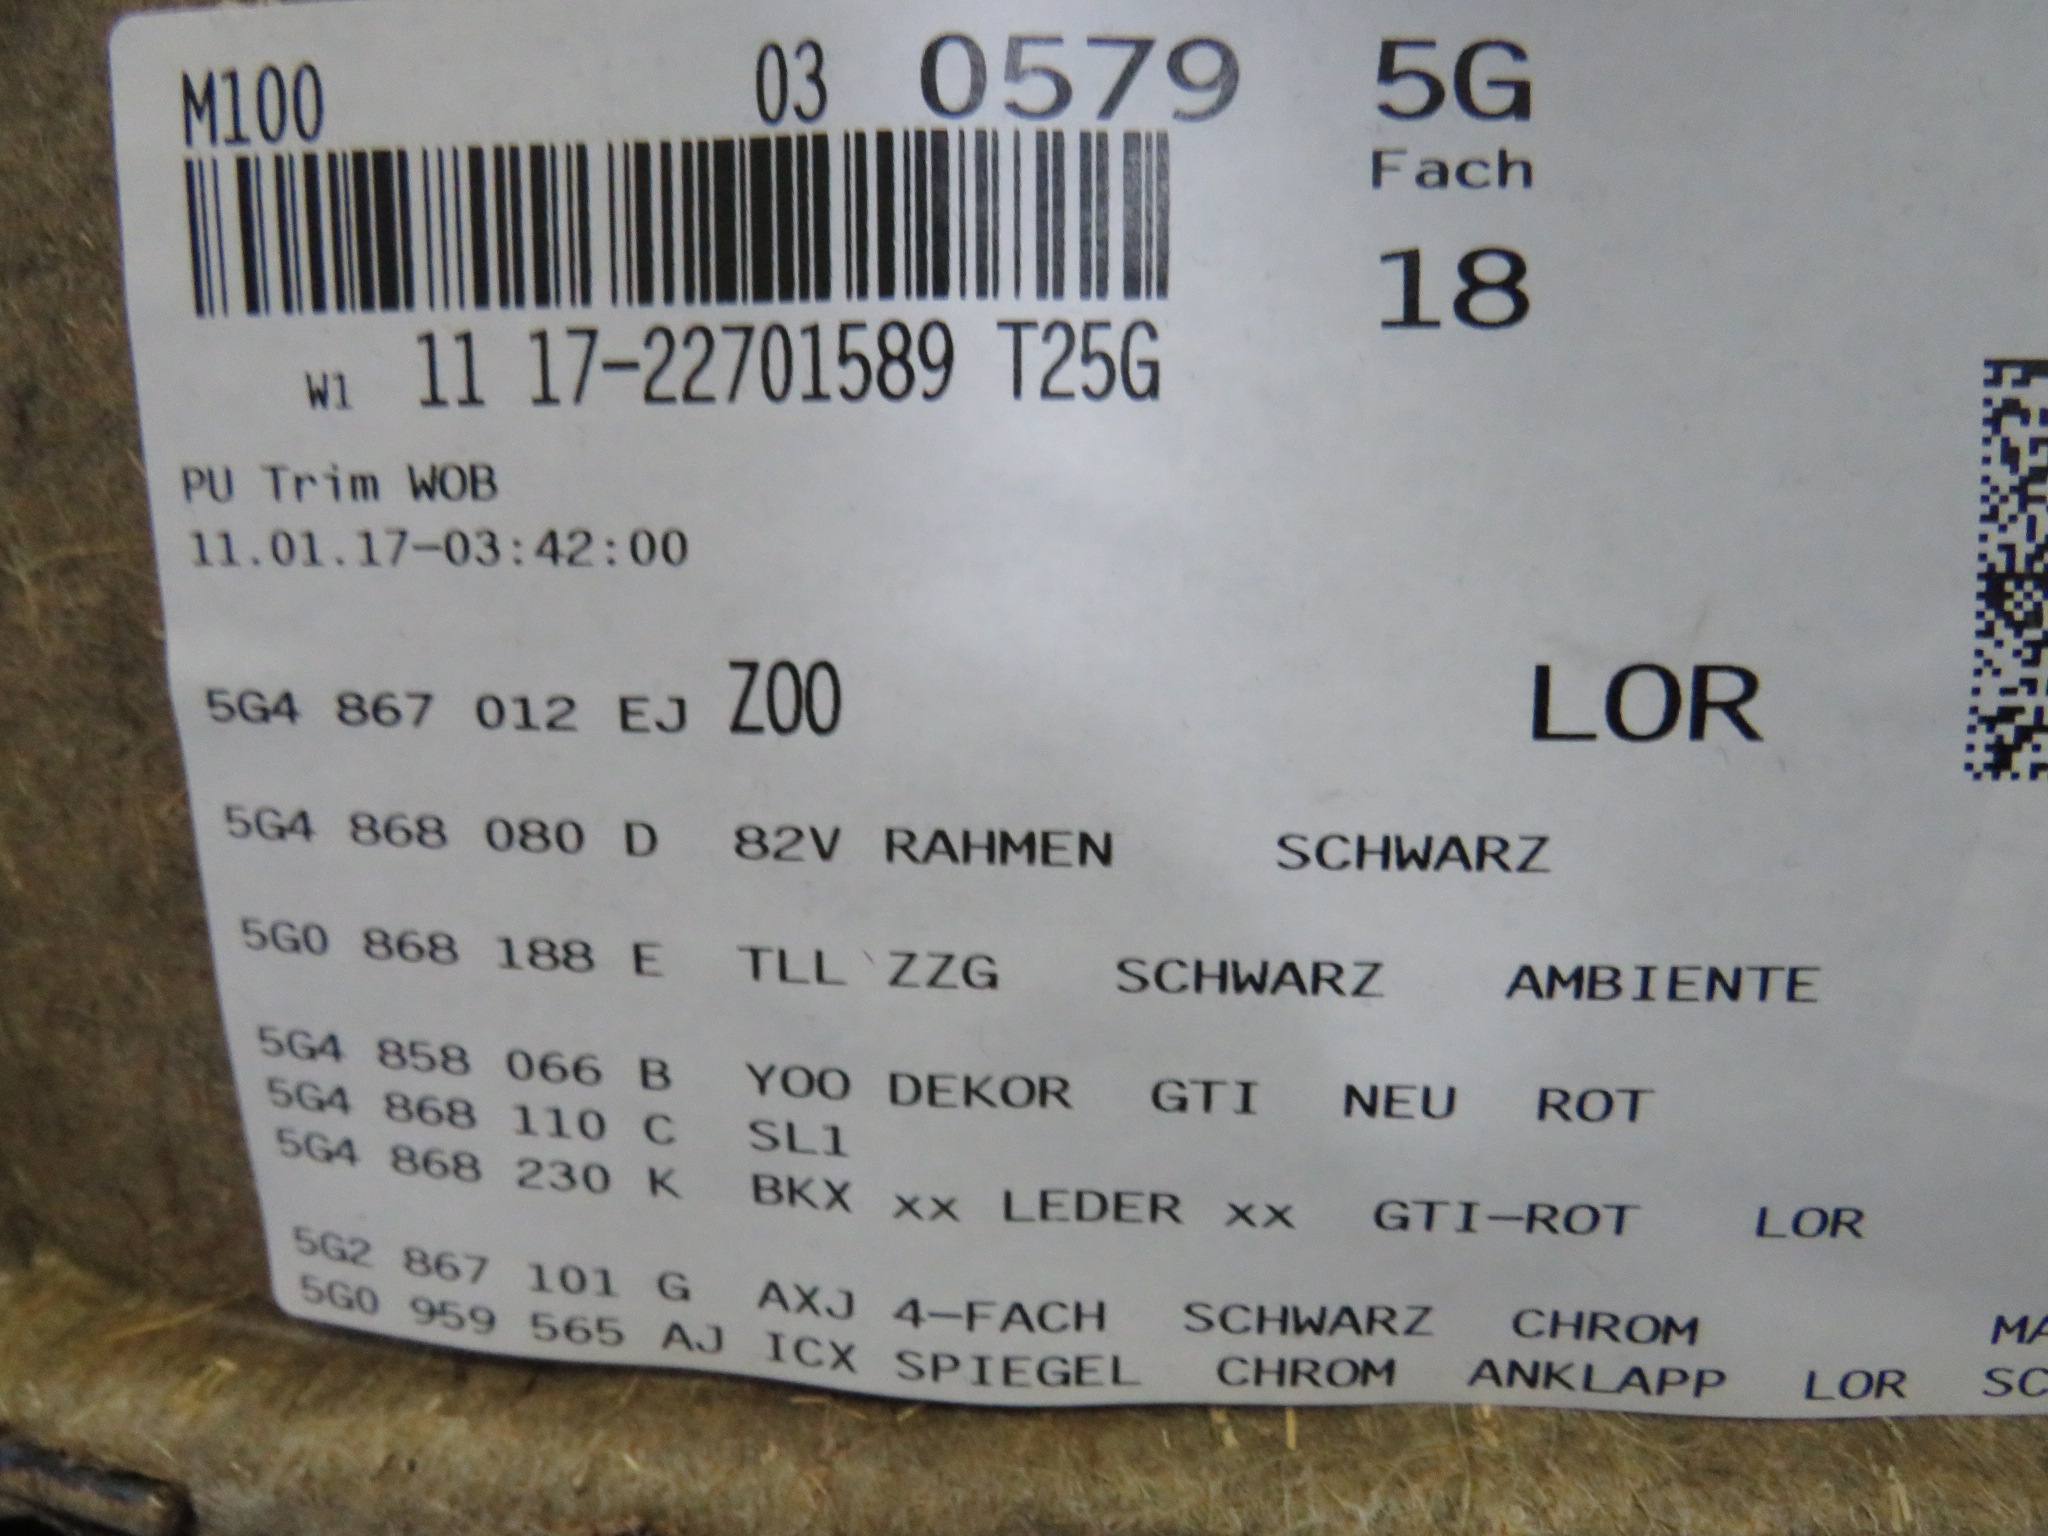 M100 03 0579 5G
Fach
18
W1 11 17-22701589 T25G
PU Trim WOB
11.01.17-03:42:00
5G4 867 012 EJ Z00 LOR
5G4 868 080 D 82V RAHMEN SCHWARZ
5G0 868 188 E TLL ZZG SCHWARZ AMBIENTE
5G4 858 066 B YOO DEKOR GTI NEU ROT
5G4 868 110 C SL1
5G4 868 230 K BKX xx LEDER xx GTI-ROT LOR
5G2 867 101 G AXJ 4-FACH SCHWARZ CHROM
5G0 959 565 AJ ICX SPIEGEL CHROM ANKLAPP LOR